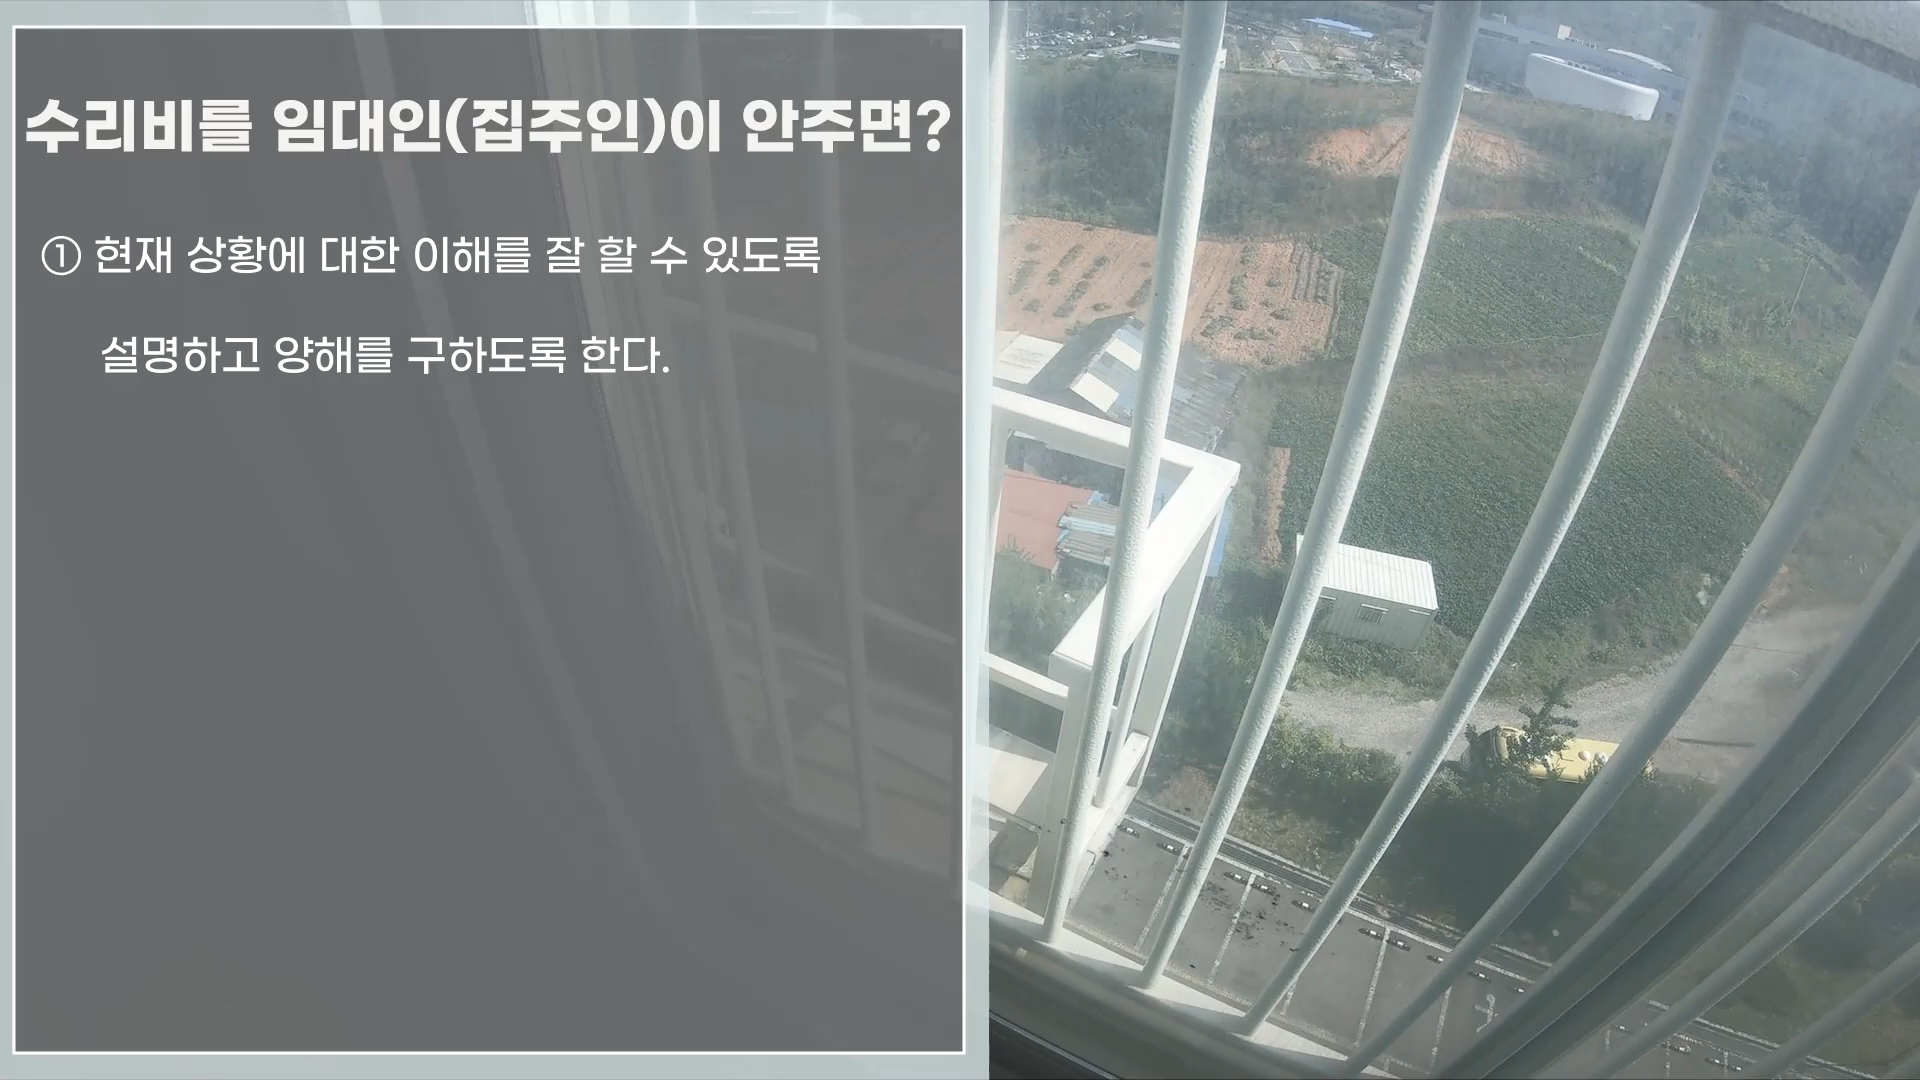 수리비를 임대인(집주인)이 안주면?
① 현재 상황에 대한 이해를 잘 할 수 있도록
설명하고 양해를 구하도록 한다.